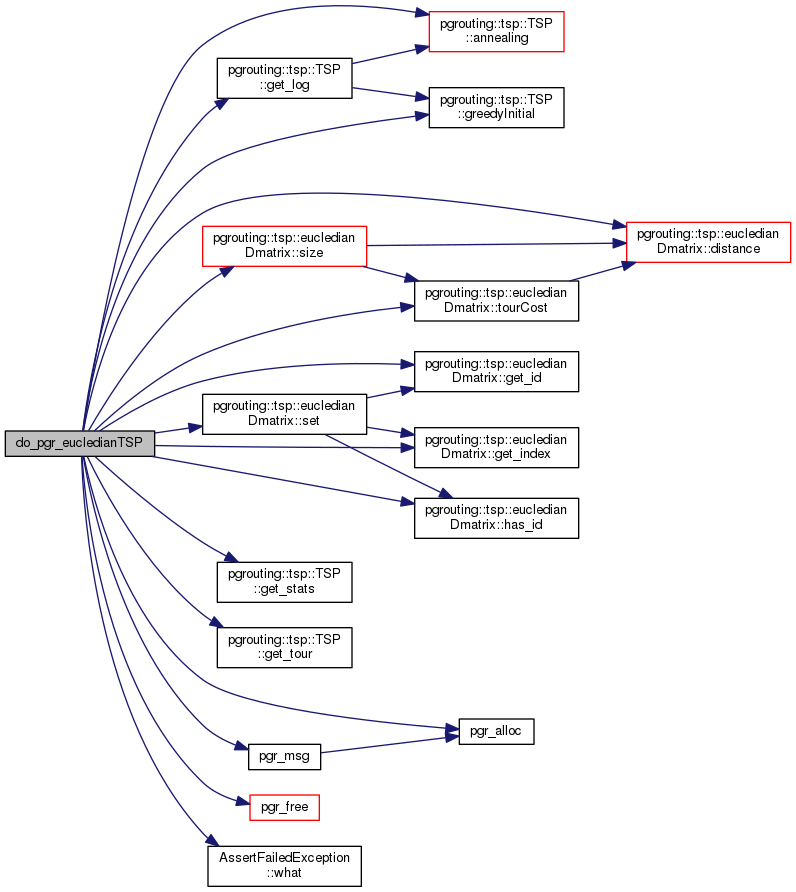 pgrouting::tsp::TSP
::annealing
pgrouting::tsp::TSP
::get_log
pgrouting::tsp::TSP
::greedyInitial
pgrouting::tsp::eucledian
Dmatrix::size
pgrouting::tsp::eucledian
Dmatrix::distance
pgrouting::tsp::eucledian
Dmatrix::tourCost
pgrouting::tsp::eucledian
Dmatrix::get_id
pgrouting::tsp::eucledian
Dmatrix::set
do_pgr_eucledianTSP
pgrouting::tsp::eucledian
Dmatrix::get_index
pgrouting::tsp::eucledian
Dmatrix::has_id
pgrouting::tsp::TSP
::get_stats
pgrouting::tsp::TSP
::get_tour
pgr_alloc
pgr_msg
pgr_free
AssertFailedException
::what